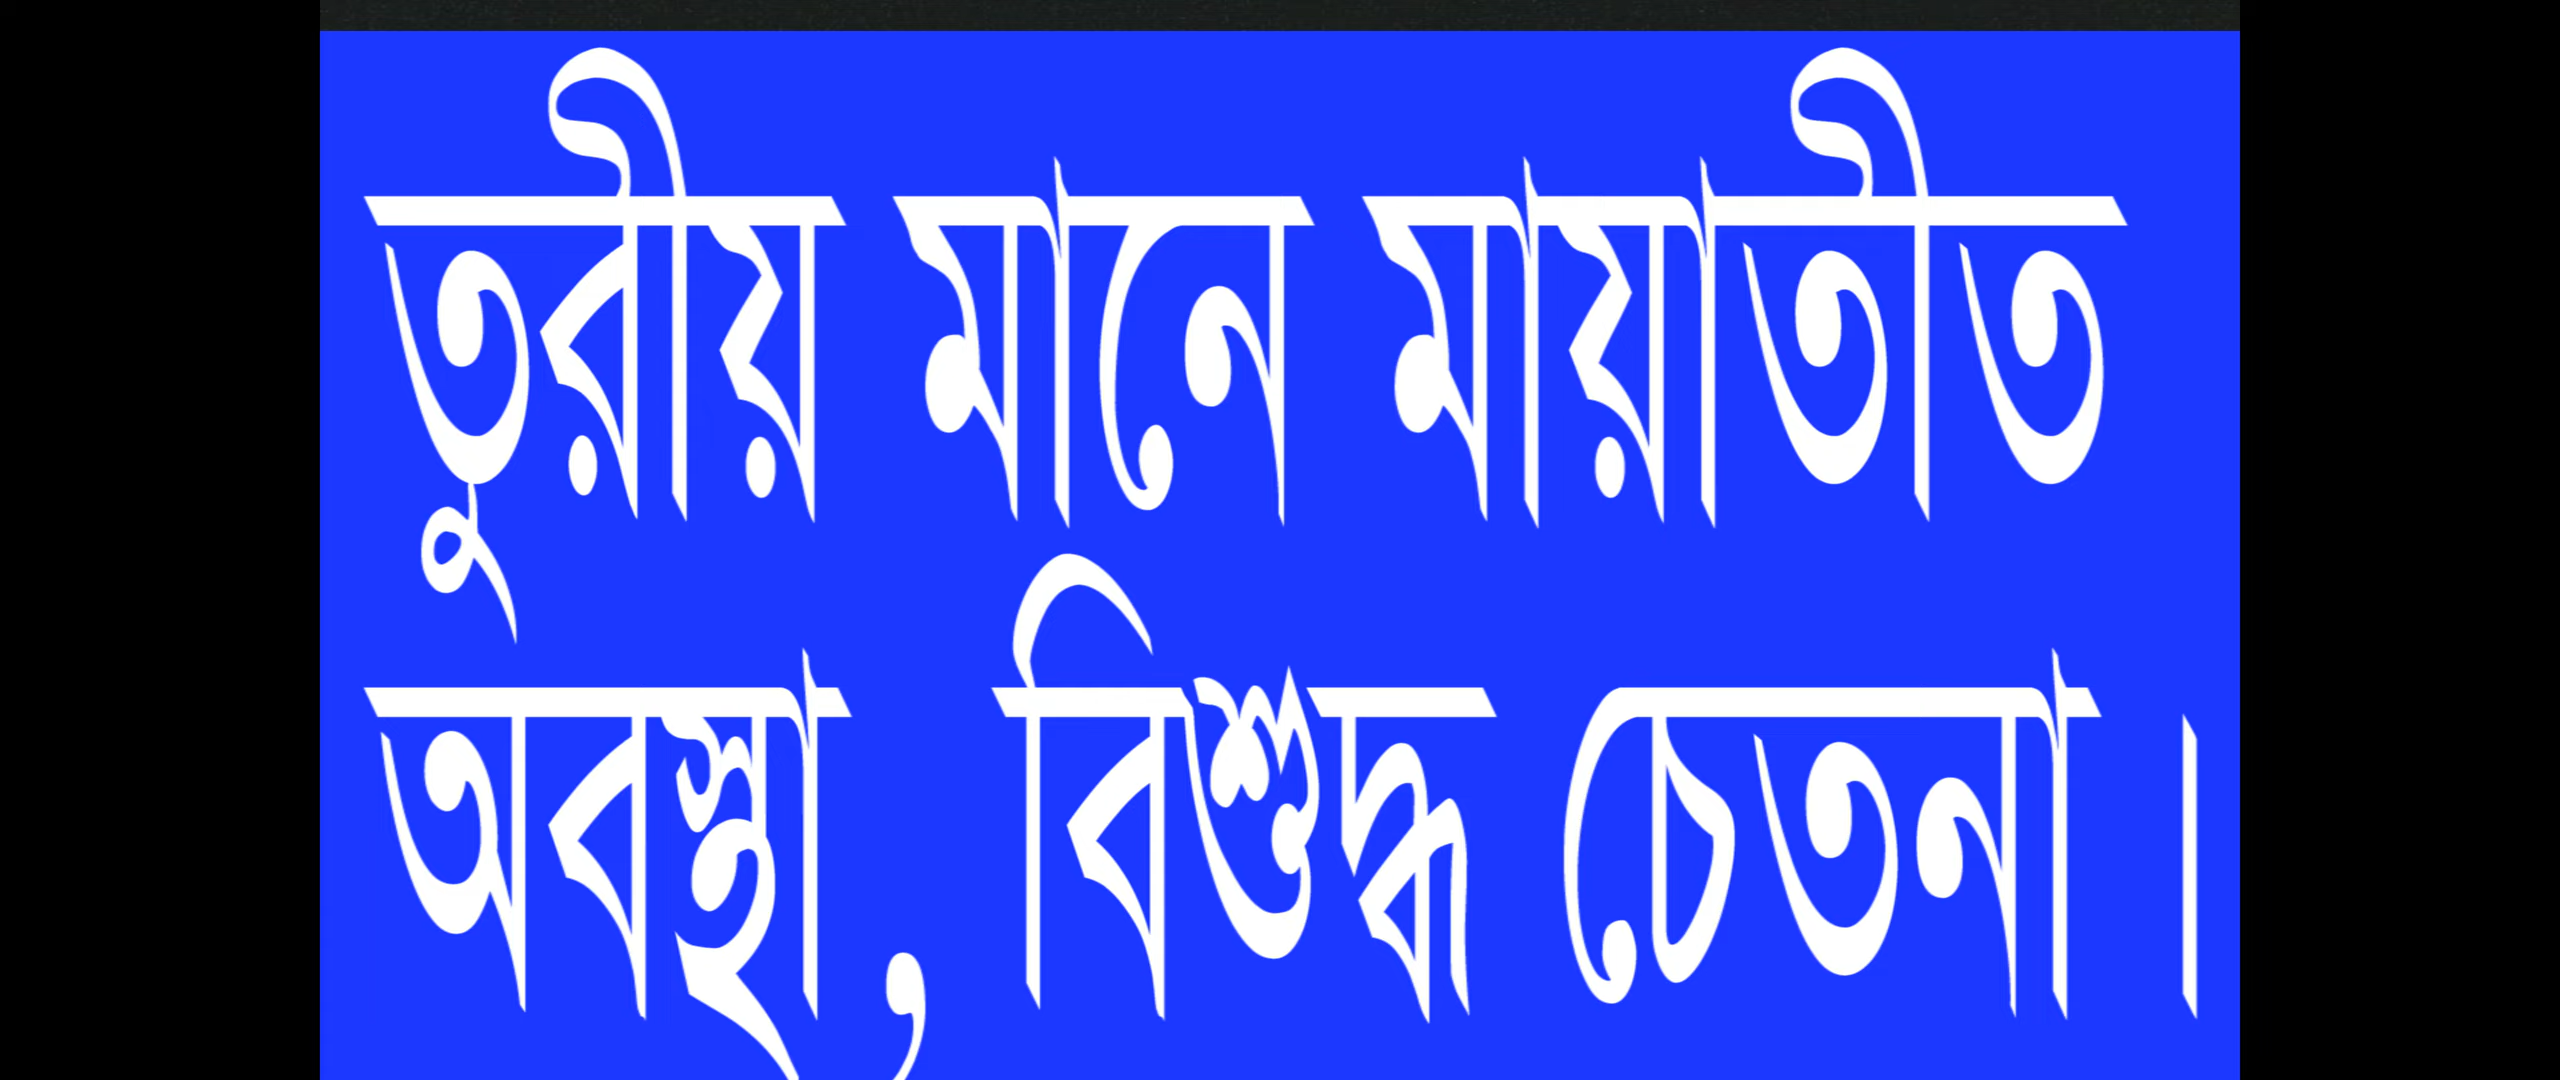 তুরীয় মানে মায়াতীত
অবস্থা, বিশুদ্ধ চেতনা ।